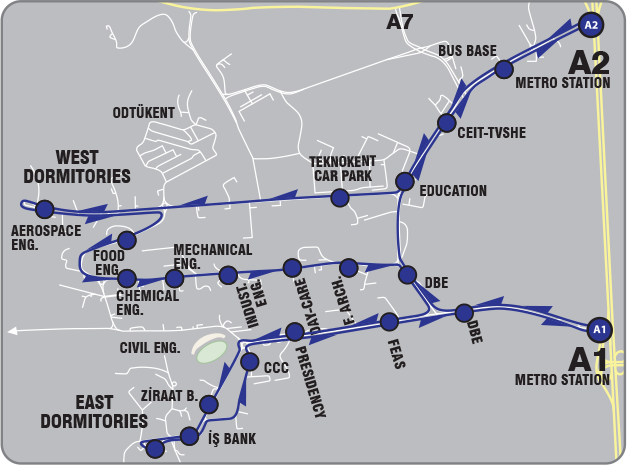 A7
A2
BUS BASE
A2
METRO STATION
ODTÜKENT
CEIT-TVSHE
WEST
DORMITORIES
TEKNOKENT
CAR PARK
EDUCATION
AEROSPACE
ENG.
FOOD
ENG.
MECHANICAL
ENG.
CHEMICAL
ENG.
INDUST.
ENG.
DAY-CARE
F. ARCH.
DBE
DBE
A1
CIVIL ENG.
PRESIDENCY
FEAS
A1
METRO STATION
CCC
ZİRAAT B.
EAST
DORMITORIES
İŞ BANK